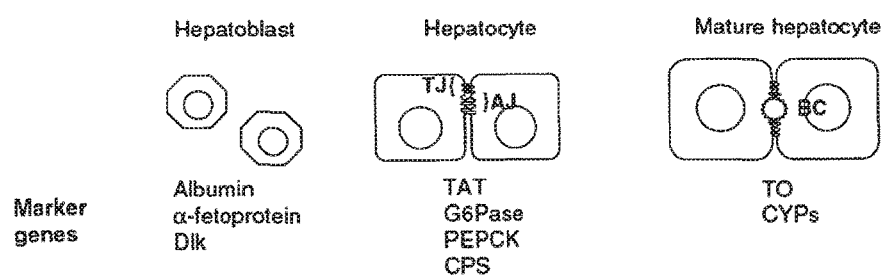 Hepatoblast Hepatocyte Mature hepatocyte
TJ( )AJ BC
Marker genes
Albumin
α-fetoprotein
Dlk
TAT
G6Pase
PEPCK
CPS
TO
CYPs